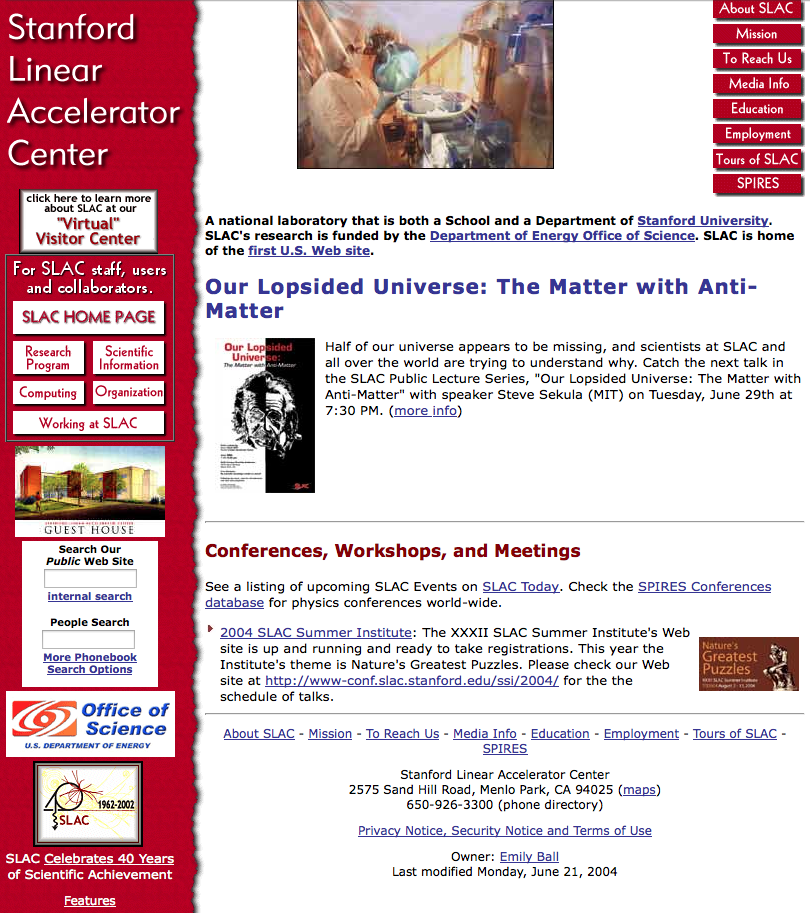 Stanford
Linear
Accelerator
Center
click here to learn more
about SLAC at our
"Virtual"
Visitor Center
For SLAC staff, users
and collaborators.
SLAC HOME PAGE
Research
Program
Scientific
Information
Computing
Organization
Working at SLAC
GUEST HOUSE
Search Our
Public Web Site
internal search
People Search
More Phonebook
Search Options
Office of
Science
U.S. DEPARTMENT OF ENERGY
1962-2002
SLAC
SLAC Celebrates 40 Years
of Scientific Achievement
Features
About SLAC
Mission
To Reach Us
Media Info
Education
Employment
Tours of SLAC
SPIRES
A national laboratory that is both a School and a Department of Stanford University.
SLAC's research is funded by the Department of Energy Office of Science. SLAC is home
of the first U.S. Web site.
Our Lopsided Universe: The Matter with Anti-
Matter
Our Lopsided
Universe:
The Matter with Anti-Matter
Half of our universe appears to be missing, and scientists at SLAC and
all over the world are trying to understand why. Catch the next talk in
the SLAC Public Lecture Series, "Our Lopsided Universe: The Matter with
Anti-Matter" with speaker Steve Sekula (MIT) on Tuesday, June 29th at
7:30 PM. (more info)
Conferences, Workshops, and Meetings
See a listing of upcoming SLAC Events on SLAC Today. Check the SPIRES Conferences
database for physics conferences world-wide.
2004 SLAC Summer Institute: The XXXII SLAC Summer Institute's Web
site is up and running and ready to take registrations. This year the
Institute's theme is Nature's Greatest Puzzles. Please check our Web
site at http://www-conf.slac.stanford.edu/ssi/2004/ for the the
schedule of talks.
Nature's
Greatest
Puzzles
About SLAC - Mission - To Reach Us - Media Info - Education - Employment - Tours of SLAC -
SPIRES
Stanford Linear Accelerator Center
2575 Sand Hill Road, Menlo Park, CA 94025 (maps)
650-926-3300 (phone directory)
Privacy Notice, Security Notice and Terms of Use
Owner: Emily Ball
Last modified Monday, June 21, 2004